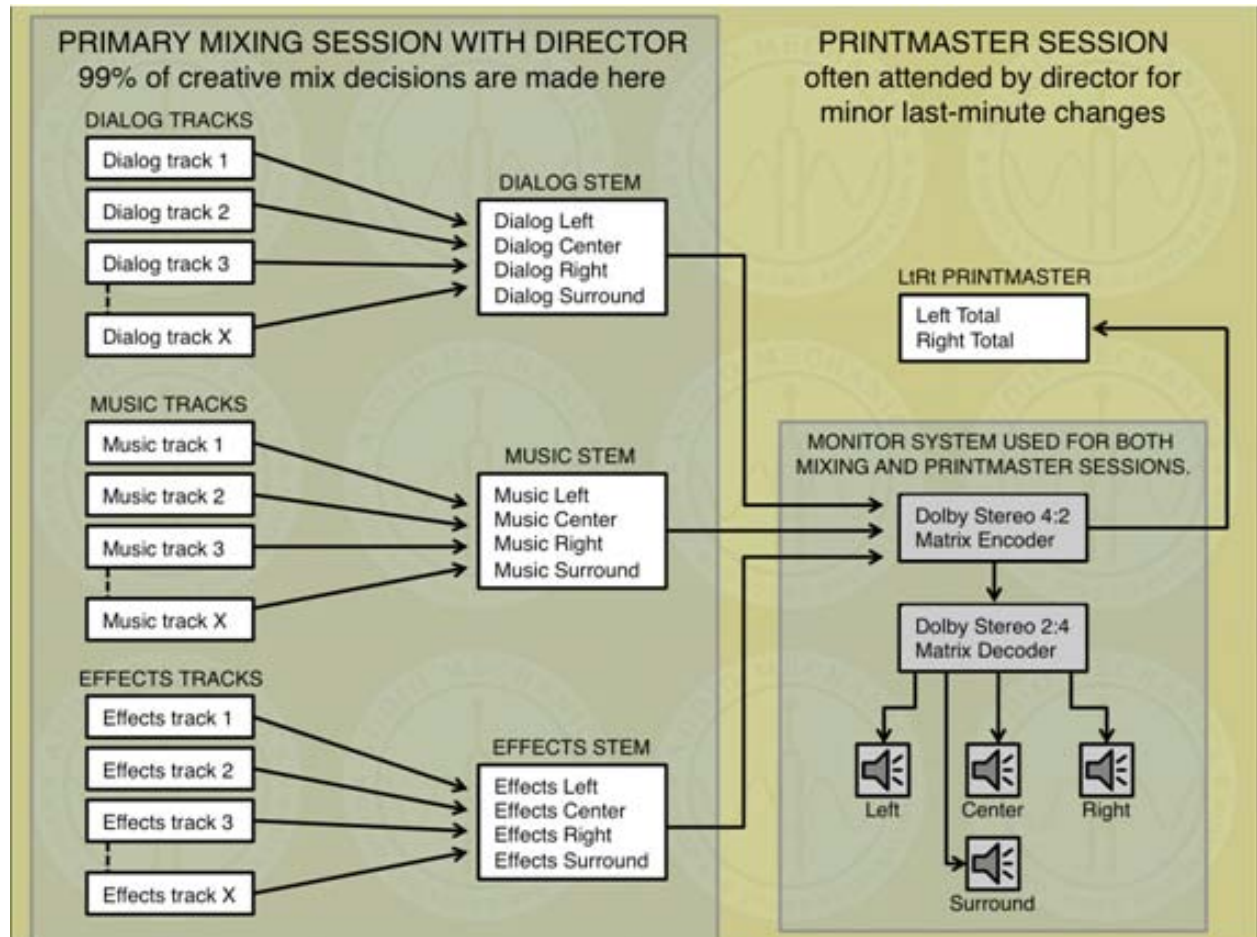 PRIMARY MIXING SESSION WITH DIRECTOR
99% of creative mix decisions are made here
DIALOG TRACKS
Dialog track 1
Dialog track 2
Dialog track 3
Dialog track X
DIALOG STEM
Dialog Left
Dialog Center
Dialog Right
Dialog Surround
MUSIC TRACKS
Music track 1
Music track 2
Music track 3
Music track X
MUSIC STEM
Music Left
Music Center
Music Right
Music Surround
EFFECTS TRACKS
Effects track 1
Effects track 2
Effects track 3
Effects track X
EFFECTS STEM
Effects Left
Effects Center
Effects Right
Effects Surround
PRINTMASTER SESSION
often attended by director for
minor last-minute changes
LtRt PRINTMASTER
Left Total
Right Total
MONITOR SYSTEM USED FOR BOTH
MIXING AND PRINTMASTER SESSIONS.
Dolby Stereo 4:2
Matrix Encoder
Dolby Stereo 2:4
Matrix Decoder
Left
Center
Right
Surround